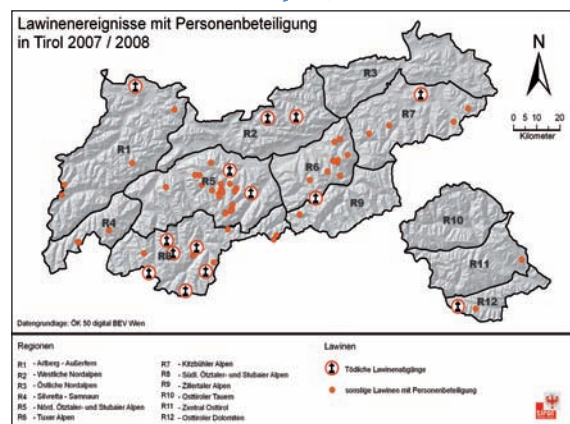 Lawinenereignisse mit Personenbeteiligung
in Tirol 2007 / 2008
N
0 5 10 20
Kilometer
R1
R2
R3
R4
R5
R6
R7
R8
R9
R10
R11
R12
Datengrundlage: ÖK 50 digital BEV Wien
Regionen
R1 - Arlberg - Außerfern
R2 - Westliche Nordalpen
R3 - Östliche Nordalpen
R4 - Silvretta - Samnaun
R5 - Nördl. Ötztaler- und Stubaier Alpen
R6 - Tuxer Alpen
R7 - Kitzbühler Alpen
R8 - Südl. Ötztaler- und Stubaier Alpen
R9 - Zillertaler Alpen
R10 - Osttiroler Tauern
R11 - Zentral Osttirol
R12 - Osttiroler Dolomiten
Lawinen
Tödliche Lawinenabgänge
sonstige Lawinen mit Personenbeteiligung
tirol